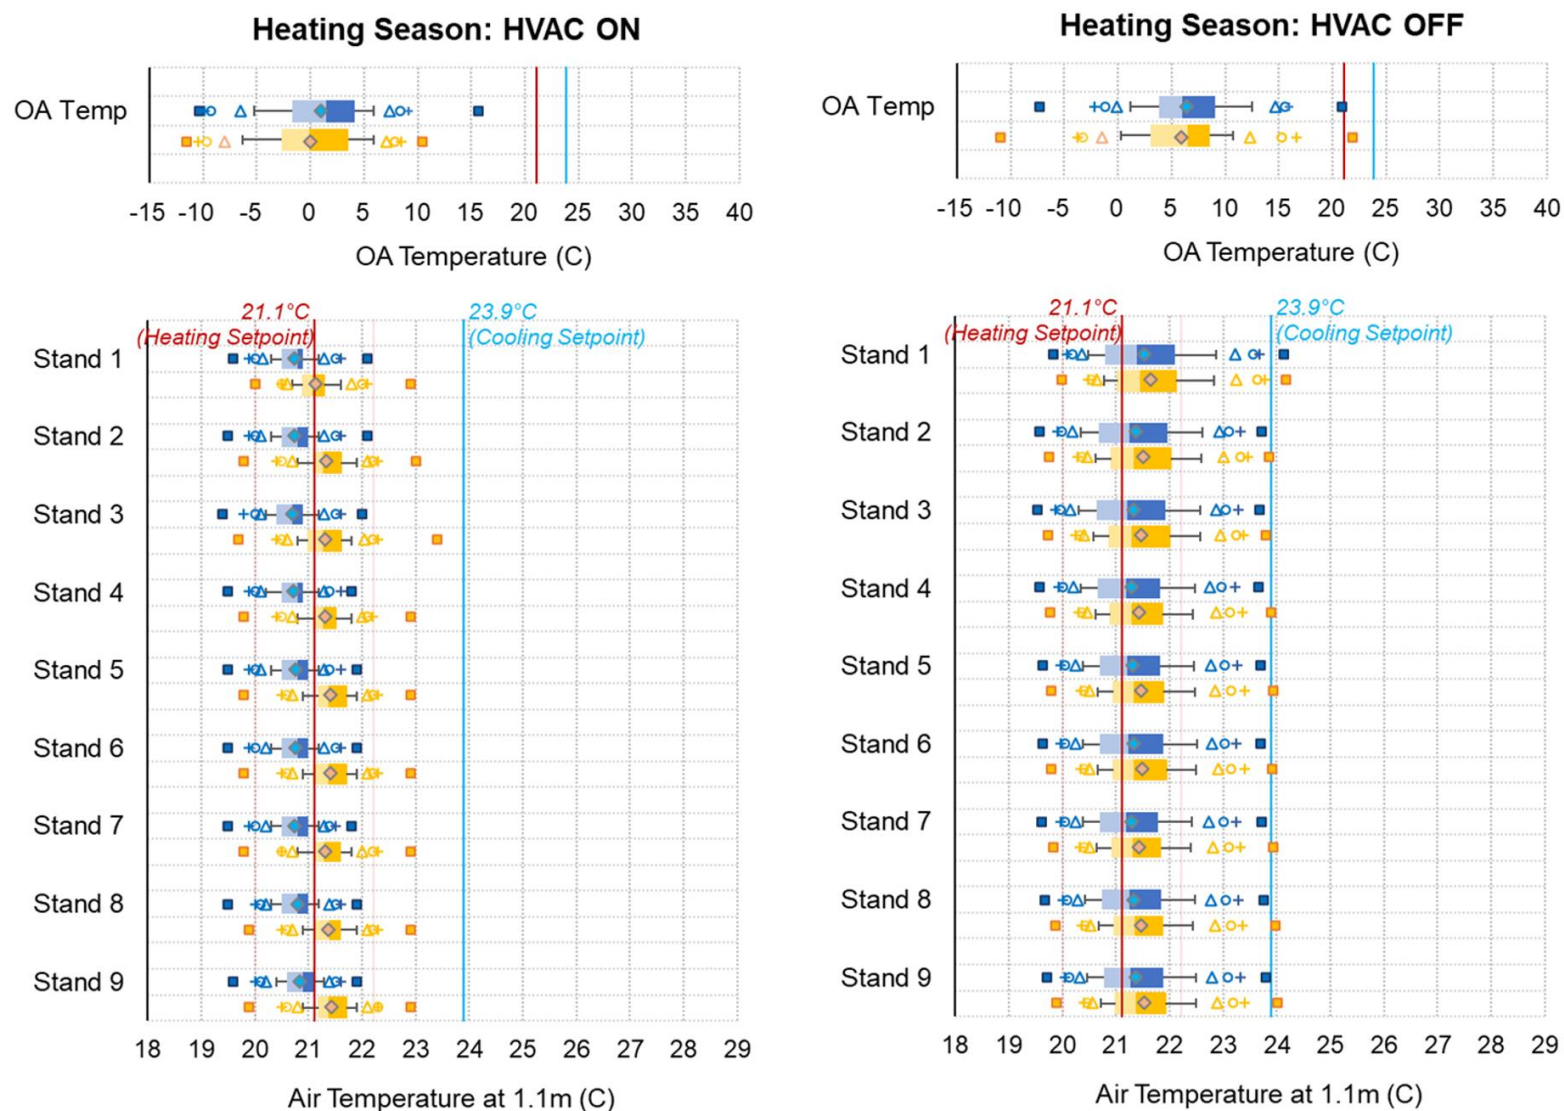 Heating Season: HVAC ON
OA Temp
-15 -10 -5 0 5 10 15 20 25 30 35 40
OA Temperature (C)
21.1°C
(Heating Setpoint)
23.9°C
(Cooling Setpoint)
Stand 1
Stand 2
Stand 3
Stand 4
Stand 5
Stand 6
Stand 7
Stand 8
Stand 9
18 19 20 21 22 23 24 25 26 27 28 29
Air Temperature at 1.1m (C)
Heating Season: HVAC OFF
OA Temp
-15 -10 -5 0 5 10 15 20 25 30 35 40
OA Temperature (C)
21.1°C
(Heating Setpoint)
23.9°C
(Cooling Setpoint)
Stand 1
Stand 2
Stand 3
Stand 4
Stand 5
Stand 6
Stand 7
Stand 8
Stand 9
18 19 20 21 22 23 24 25 26 27 28 29
Air Temperature at 1.1m (C)